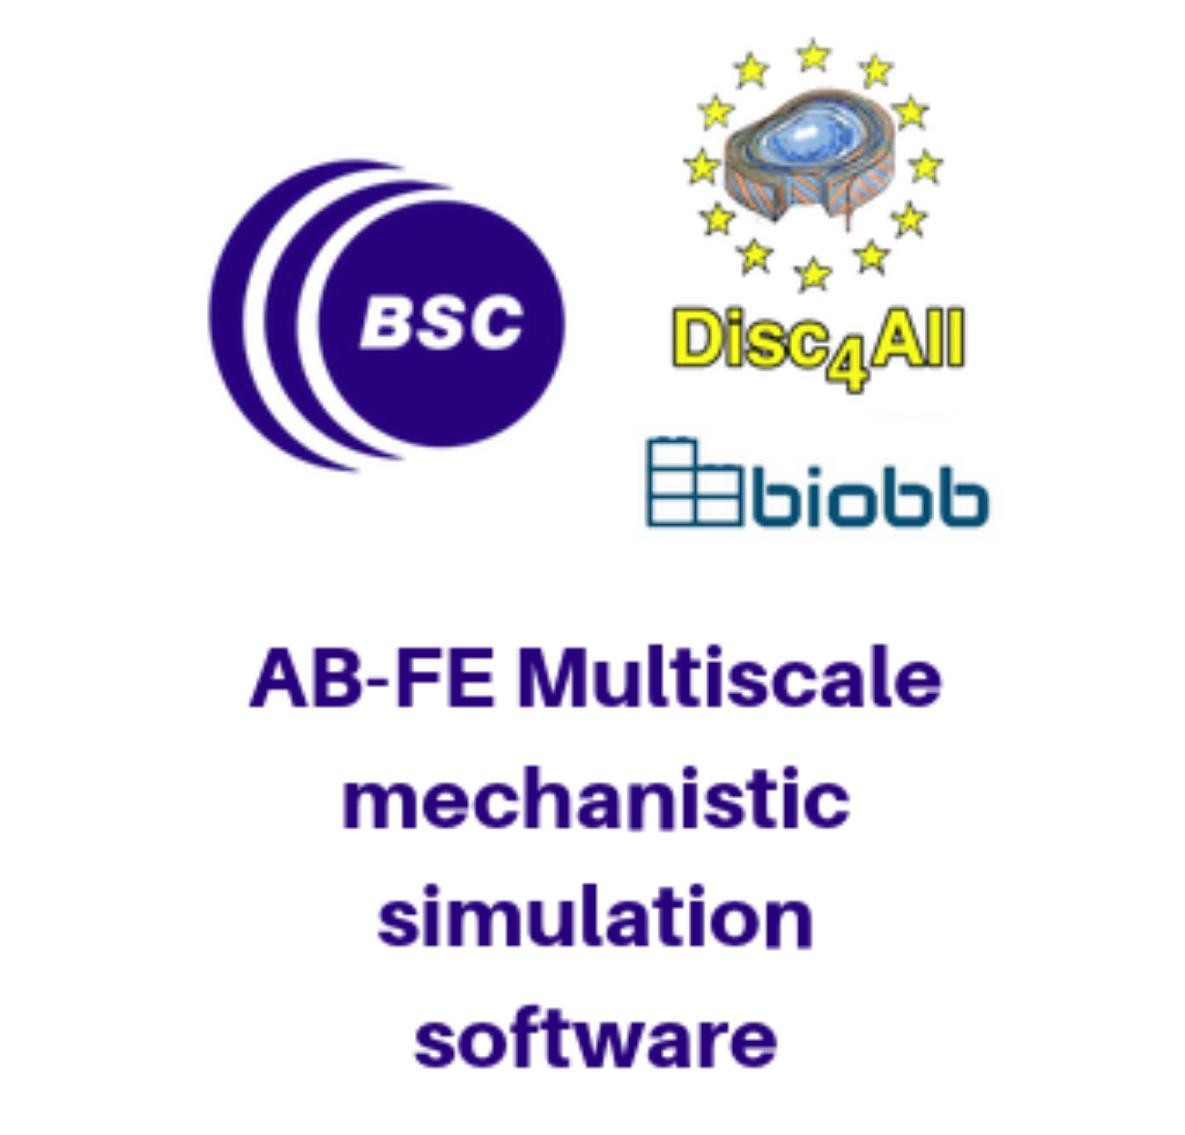 BSC
Disc4All
biobb
AB-FE Multiscale
mechanistic
simulation
software